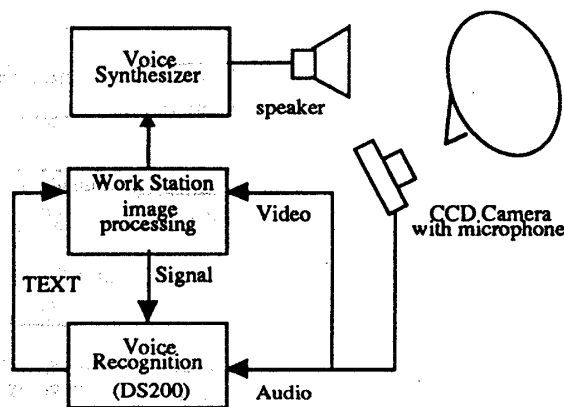 Voice
Synthesizer
speaker
Work Station
image
processing
Video
CCD.Camera
with microphone
TEXT
Signal
Voice
Recognition
(DS200)
Audio